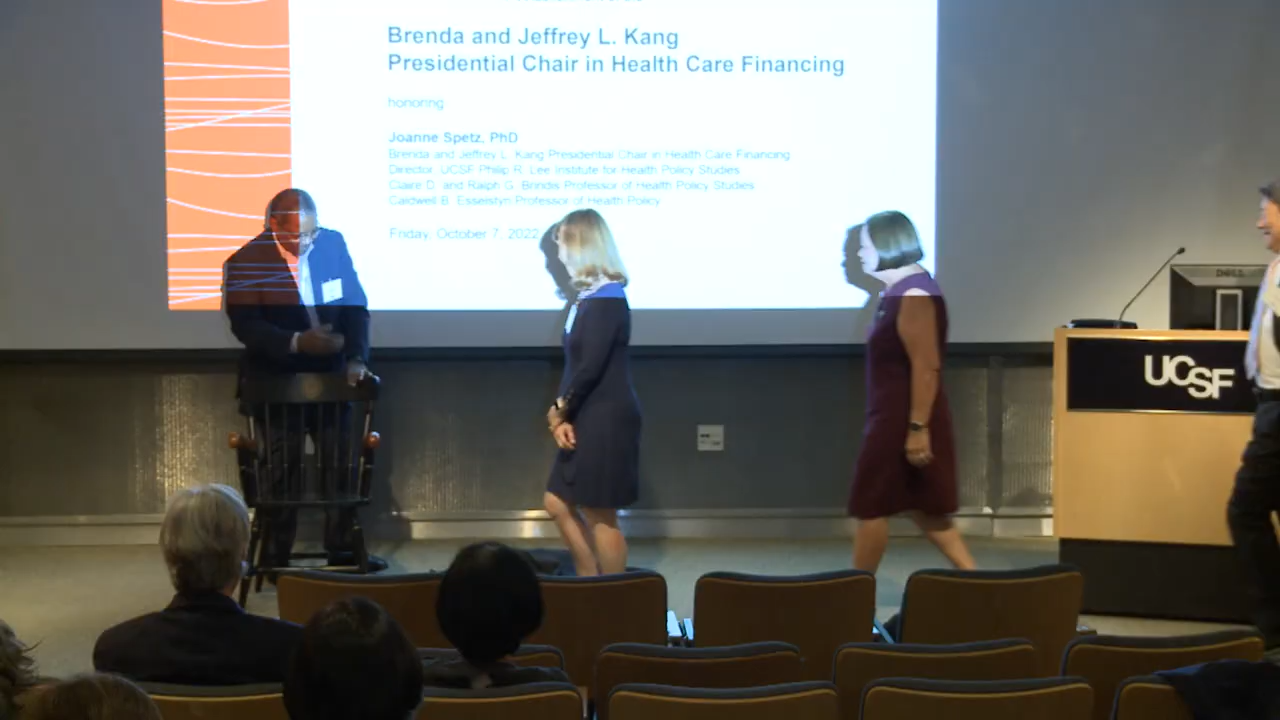 Brenda and Jeffrey L. Kang
Presidential Chair in Health Care Financing
honoring
Joanne Spetz, PhD
Brenda and Jeffrey L. Kang Presidential Chair in Health Care Financing
Director, UCSF Philip R. Lee Institute for Health Policy Studies
Claire D. and Ralph G. Brindis Professor of Health Policy Studies
Caldwell B. Esselstyn Professor of Health Policy
Friday, October 7, 2022
DELL
UCSF